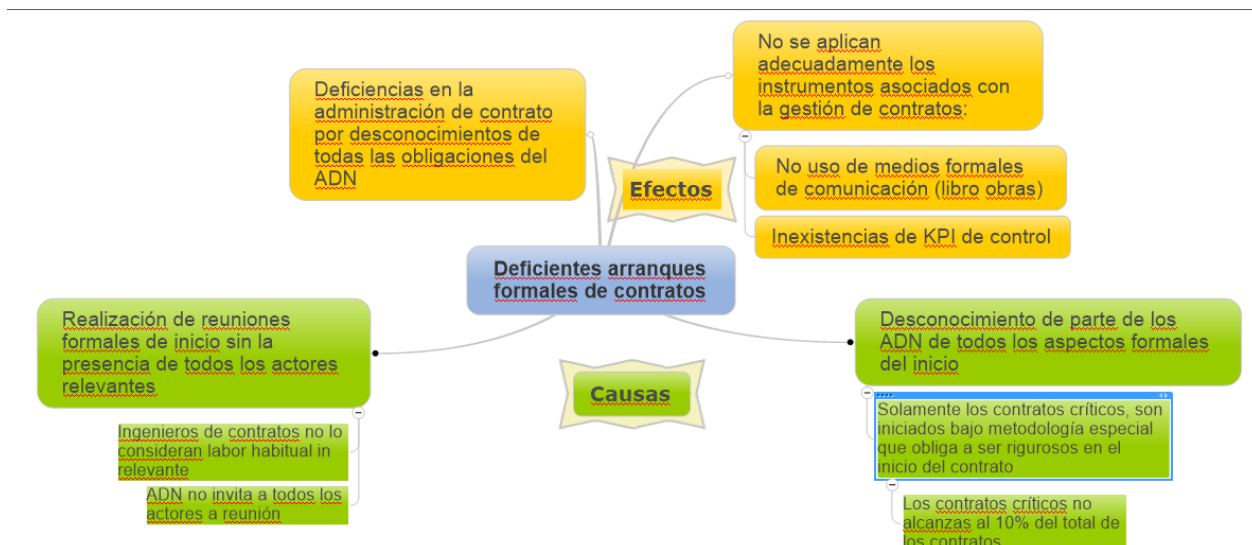 No se aplican
adecuadamente los
instrumentos asociados con
la gestión de contratos:
Deficiencias en la
administración de contrato
por desconocimientos de
todas las obligaciones del
ADN
No uso de medios formales
de comunicación (libro obras)
Efectos
Inexistencias de KPI de control
Deficientes arranques
formales de contratos
Realización de reuniones
formales de inicio sin la
presencia de todos los actores
relevantes
Desconocimiento de parte de los
ADN de todos los aspectos formales
del inicio
Causas
Ingenieros de contratos no lo
consideran labor habitual in
relevante
ADN no invita a todos los
actores a reunión
Solamente los contratos críticos, son
iniciados bajo metodología especial
que obliga a ser rigurosos en el
inicio del contrato
Los contratos críticos no
alcanzas al 10% del total de
los contratos